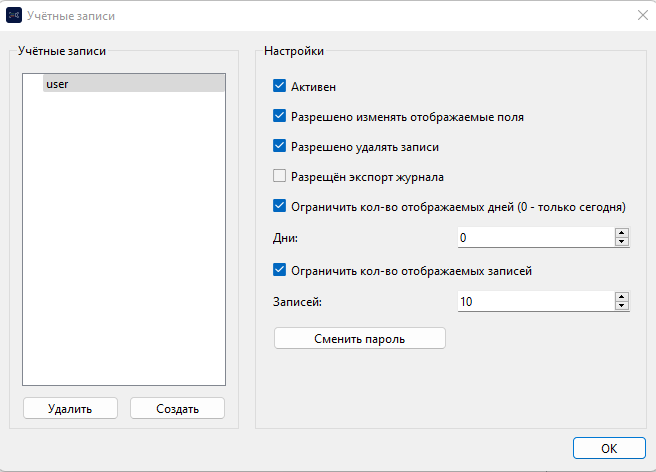 Учётные записи
Учётные записи
user
Удалить
Создать
Настройки
Активен
Разрешено изменять отображаемые поля
Разрешено удалять записи
Разрещён экспорт журнала
Ограничить кол-во отображаемых дней (0 - только сегодня)
Дни:
0
Ограничить кол-во отображаемых записей
Записей:
10
Сменить пароль
ОК